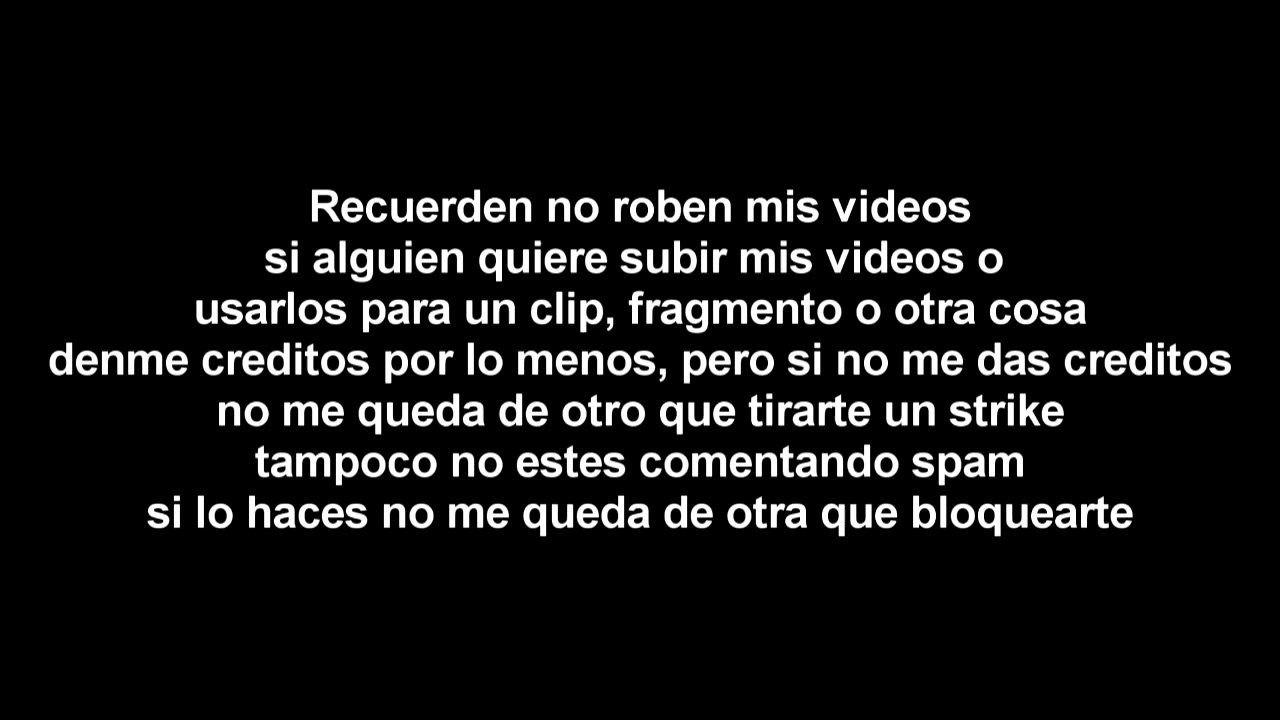 Recuerden no roben mis videos
si alguien quiere subir mis videos o
usarlos para un clip, fragmento o otra cosa
denme creditos por lo menos, pero si no me das creditos
no me queda de otro que tirarte un strike
tampoco no estes comentando spam
si lo haces no me queda de otra que bloquearte